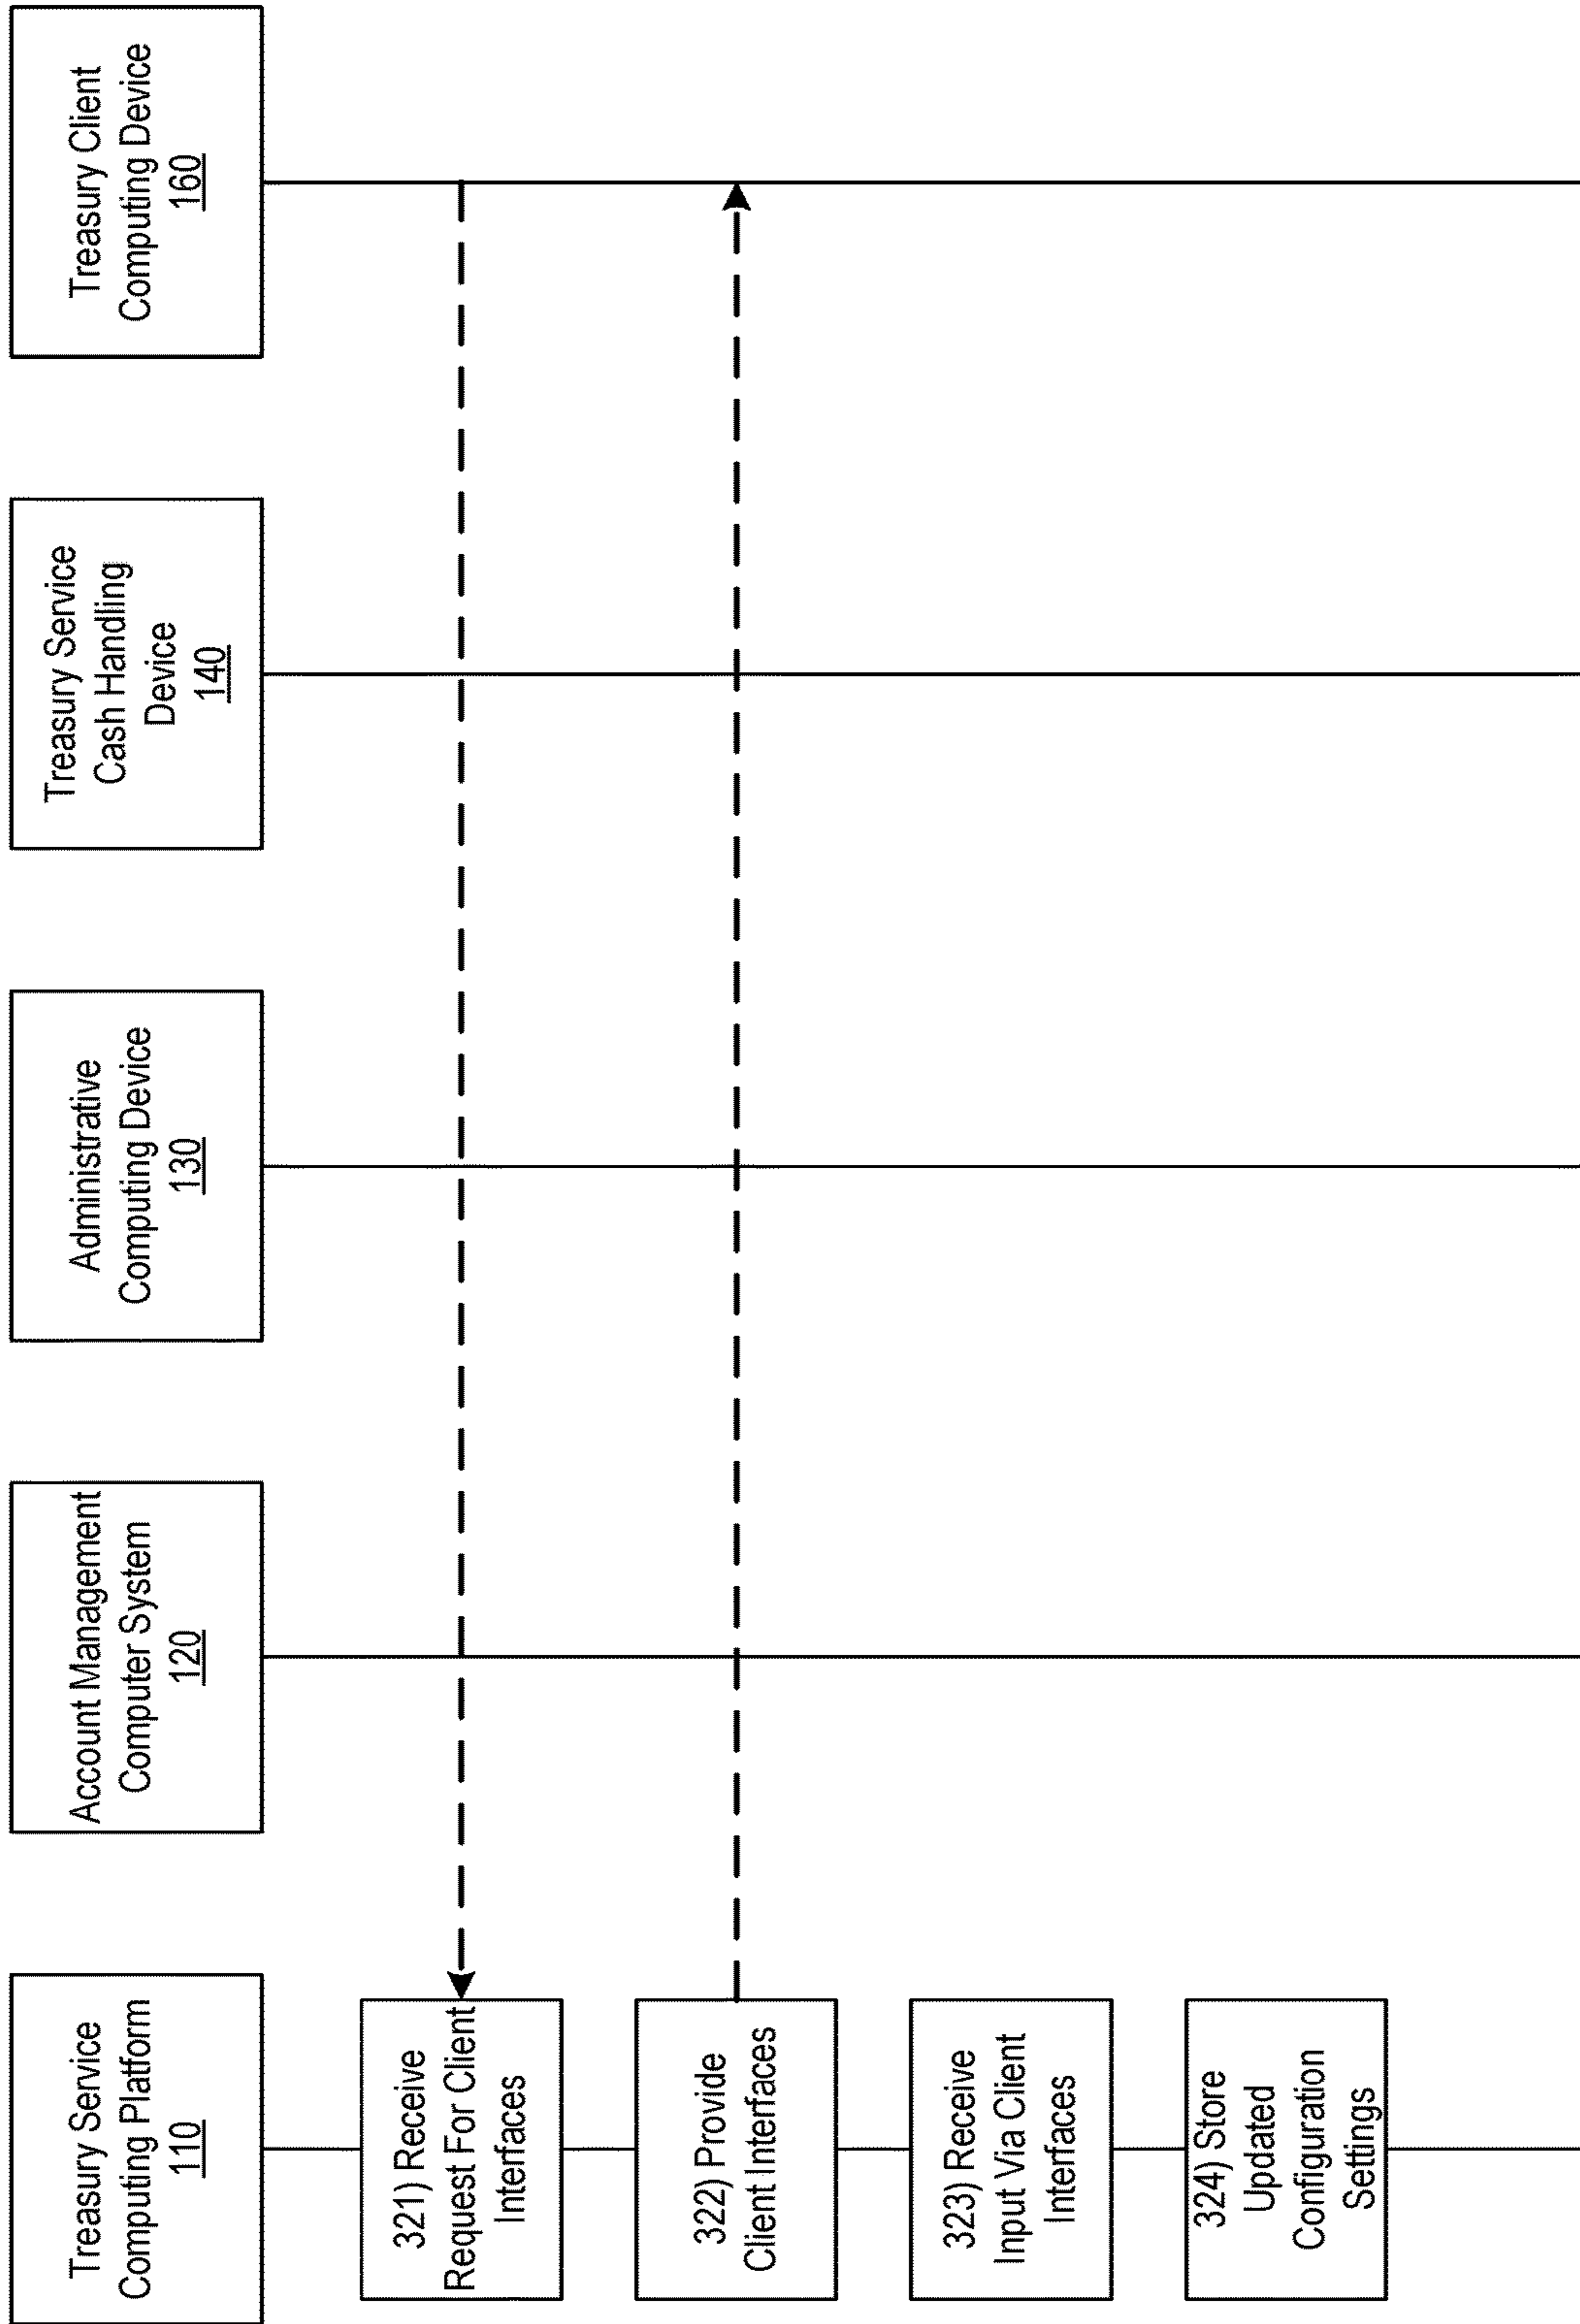 Treasury Service
Computing Platform
110
Account Management
Computer System
120
Administrative
Computing Device
130
Treasury Service
Cash Handling
Device
140
Treasury Client
Computing Device
160
321) Receive
Request For Client
Interfaces
322) Provide
Client Interfaces
323) Receive
Input Via Client
Interfaces
324) Store
Updated
Configuration
Settings